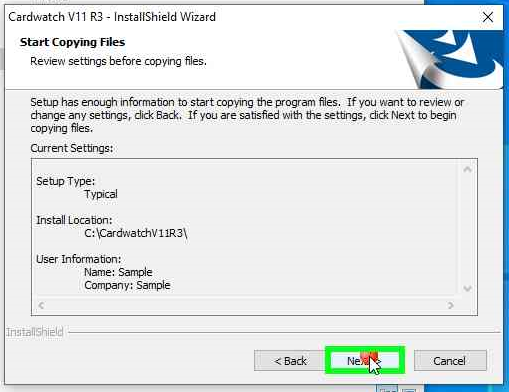 Cardwatch V11 R3 - InstallShield Wizard
Start Copying Files
Review settings before copying files.
Setup has enough information to start copying the program files. If you want to review or
change any settings, click Back. If you are satisfied with the settings, click Next to begin
copying files.
Current Settings:
Setup Type:
Typical
Install Location:
C:\CardwatchV11R3\
User Information:
Name: Sample
Company: Sample
InstallShield
< Back
Cancel